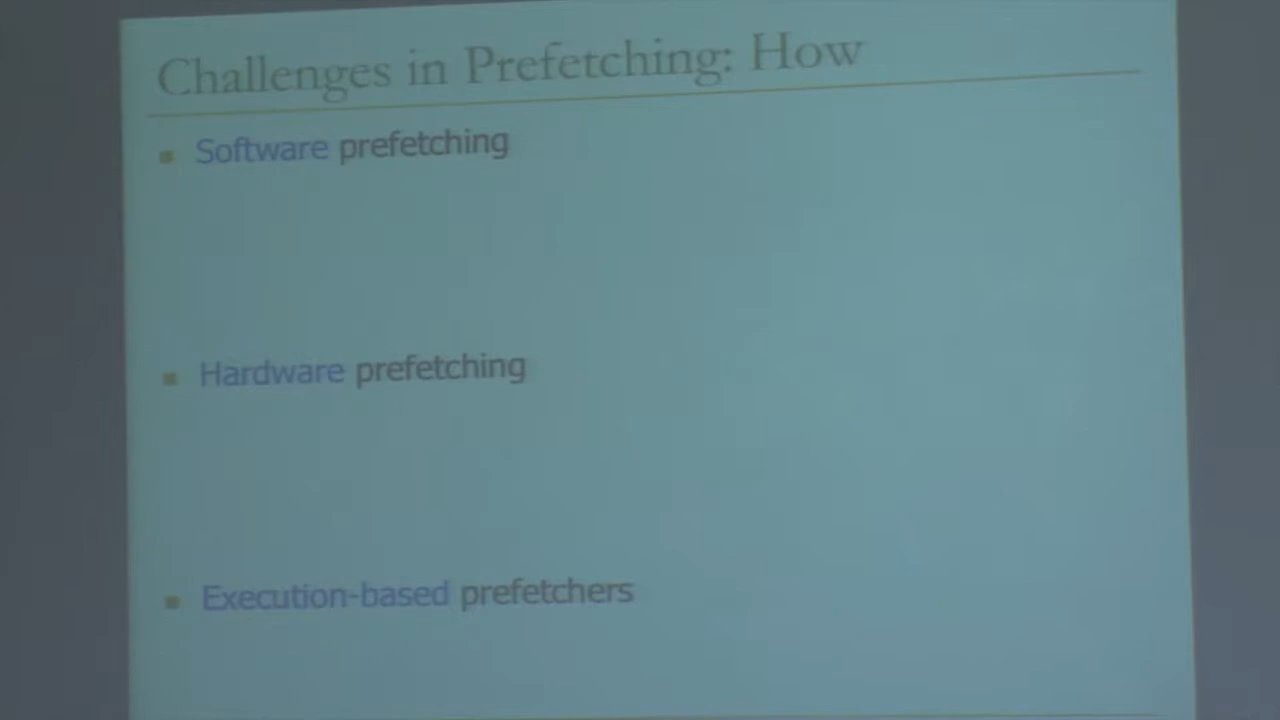 Challenges in Prefetching: How
Software prefetching
Hardware prefetching
Execution-based prefetchers